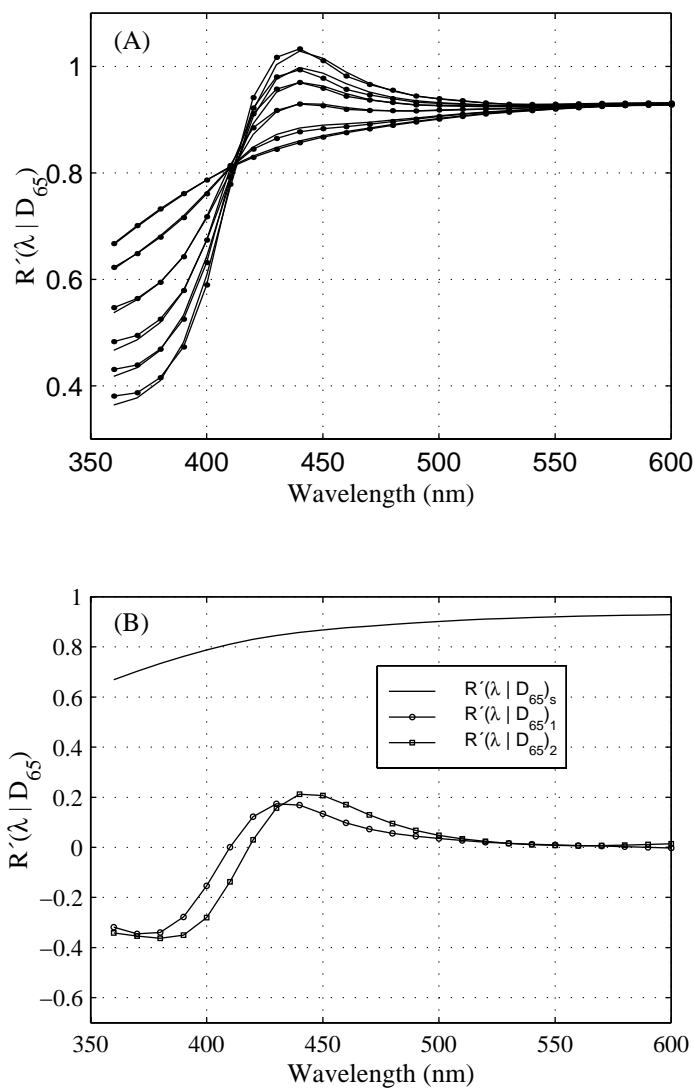 (A)
1
0.8
0.6
0.4
R´(λ | D65)
350 400 450 500 550 600
Wavelength (nm)
(B)
1
0.8
0.6
0.4
0.2
0
−0.2
−0.4
−0.6
R´(λ | D65)
R´(λ | D65)s
R´(λ | D65)1
R´(λ | D65)2
350 400 450 500 550 600
Wavelength (nm)